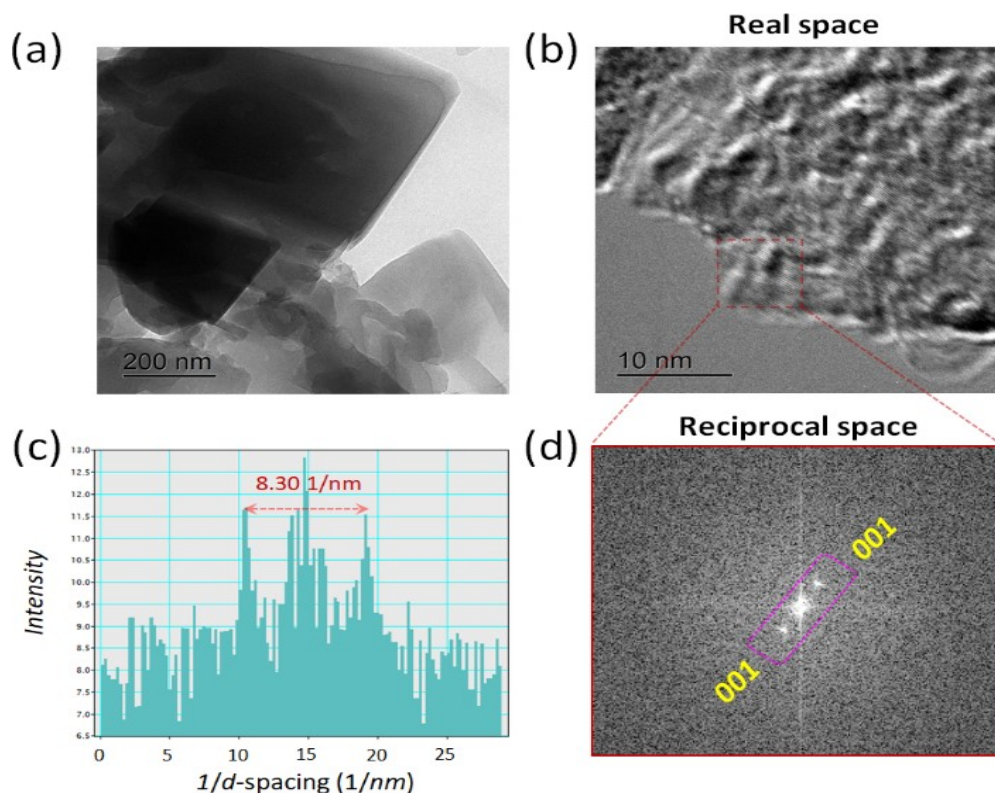 Real space
(a)
(b)
200 nm
10 nm
Reciprocal space
(c)
(d)
13.0
12.5
12.0
11.5
11.0
10.5
10.0
9.5
9.0
8.5
8.0
7.5
7.0
6.5
8.30 1/nm
Intensity
0 5 10 15 20 25
1/d-spacing (1/nm)
001
001